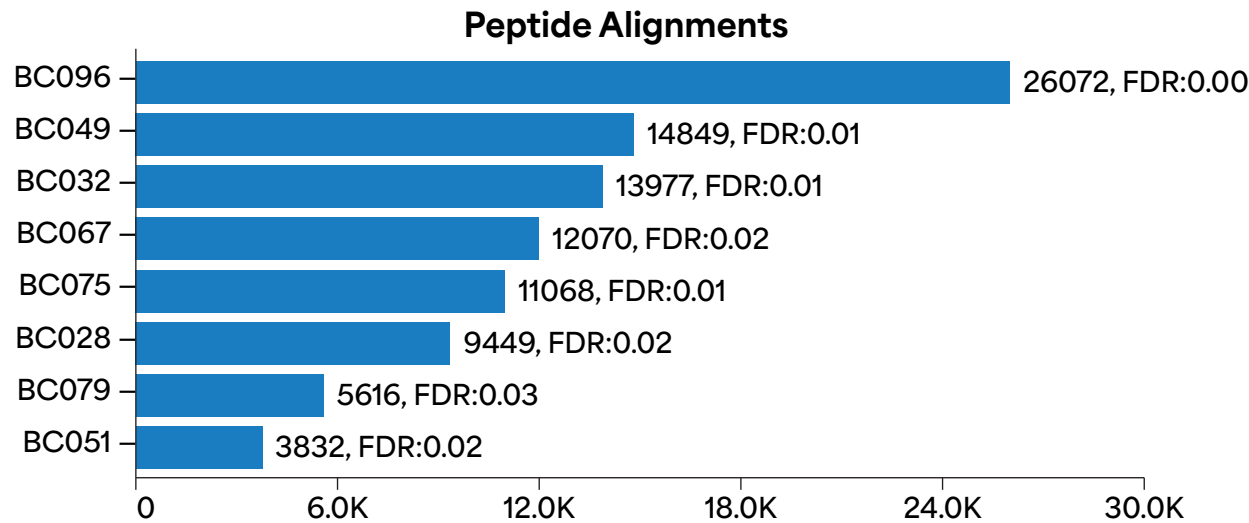 Peptide Alignments
BC096 26072, FDR:0.00
BC049 14849, FDR:0.01
BC032 13977, FDR:0.01
BC067 12070, FDR:0.02
BC075 11068, FDR:0.01
BC028 9449, FDR:0.02
BC079 5616, FDR:0.03
BC051 3832, FDR:0.02
0 6.0K 12.0K 18.0K 24.0K 30.0K